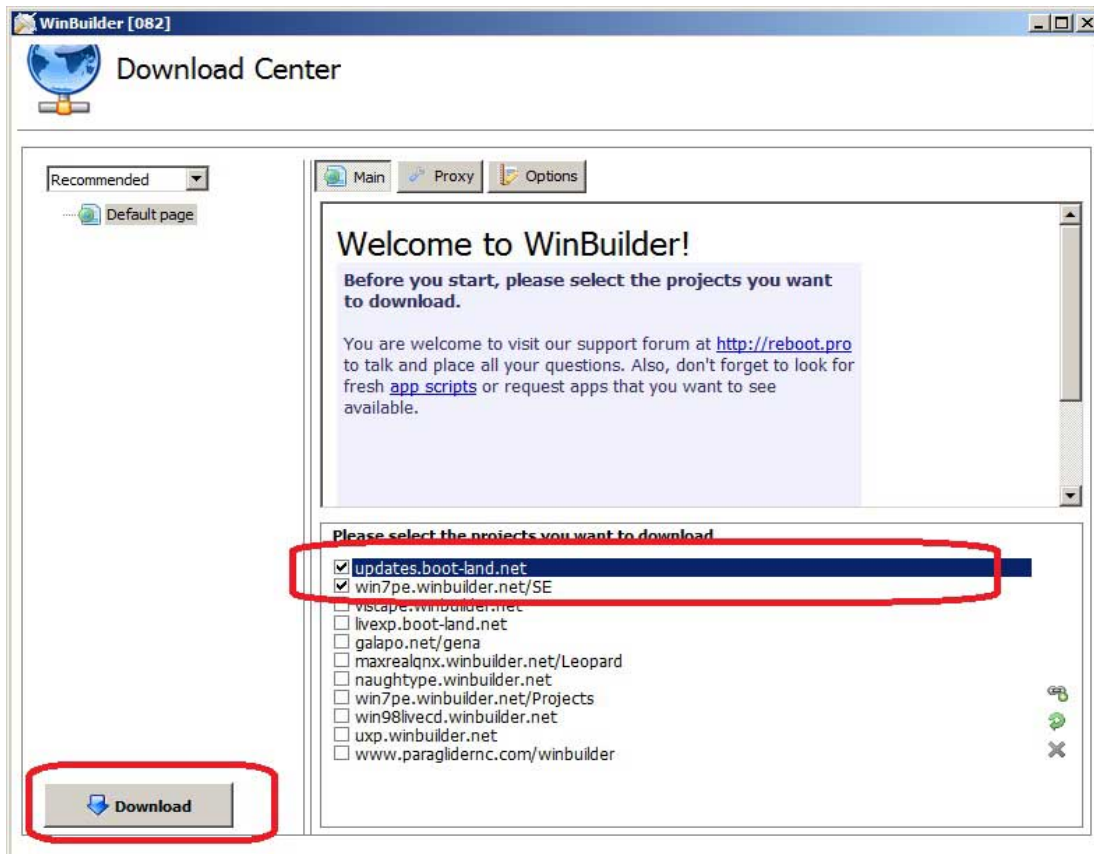 WinBuilder [082]
Download Center
Recommended
Default page
Main
Proxy
Options
Welcome to WinBuilder!
Before you start, please select the projects you want
to download.
You are welcome to visit our support forum at http://reboot.pro
to talk and place all your questions. Also, don't forget to look for
fresh app scripts or request apps that you want to see
available.
Please select the projects you want to download
updates.boot-land.net
win7pe.winbuilder.net/SE
vistape.winbuilder.net
livexp.boot-land.net
galapo.net/gena
maxrealqnx.winbuilder.net/Leopard
naughtype.winbuilder.net
win7pe.winbuilder.net/Projects
win98livecd.winbuilder.net
uxp.winbuilder.net
www.paraglidernc.com/winbuilder
Download